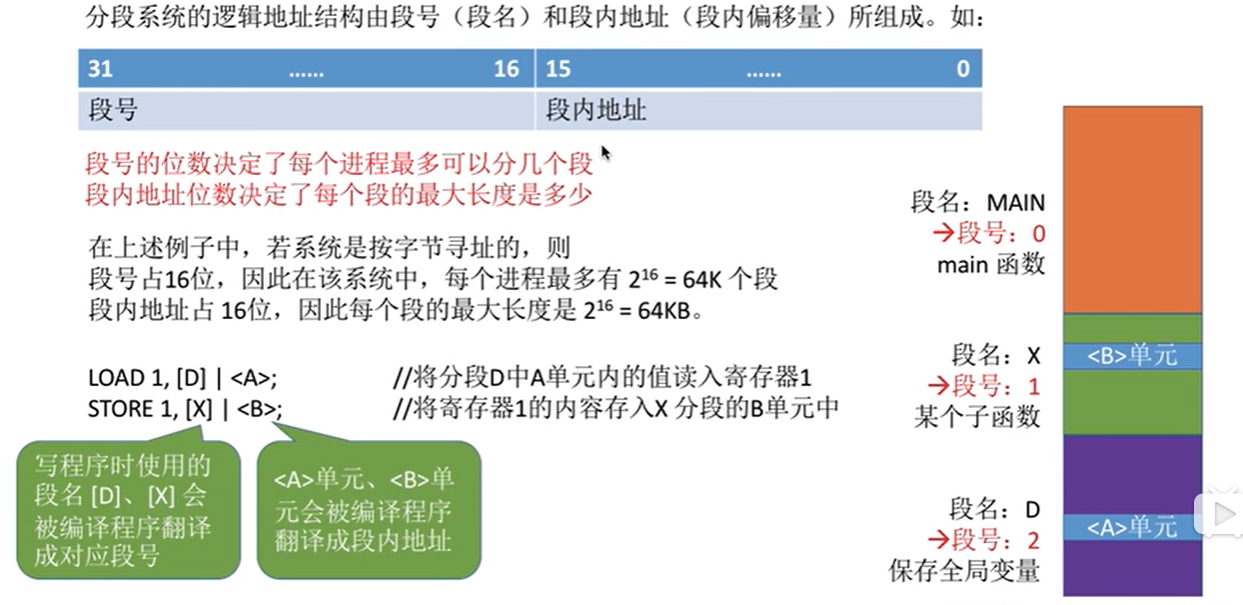 分段系统的逻辑地址结构由段号（段名）和段内地址（段内偏移量）所组成。如：
31 …… 16 15 …… 0
段号 段内地址
段号的位数决定了每个进程最多可以分几个段
段内地址位数决定了每个段的最大长度是多少
在上述例子中，若系统是按字节寻址的，则
段号占16位，因此在该系统中，每个进程最多有 2¹⁶ = 64K 个段
段内地址占 16位，因此每个段的最大长度是 2¹⁶ = 64KB。
LOAD 1, [D] | <A>; //将分段D中A单元内的值读入寄存器1
STORE 1, [X] | <B>; //将寄存器1的内容存入X 分段的B单元中
写程序时使用的
段名 [D]、[X] 会
被编译程序翻译
成对应段号
<A>单元、<B>单
元会被编译程序
翻译成段内地址
段名：MAIN
→段号：0
main 函数
段名：X
→段号：1
某个子函数
<B>单元
段名：D
→段号：2
保存全局变量
<A>单元